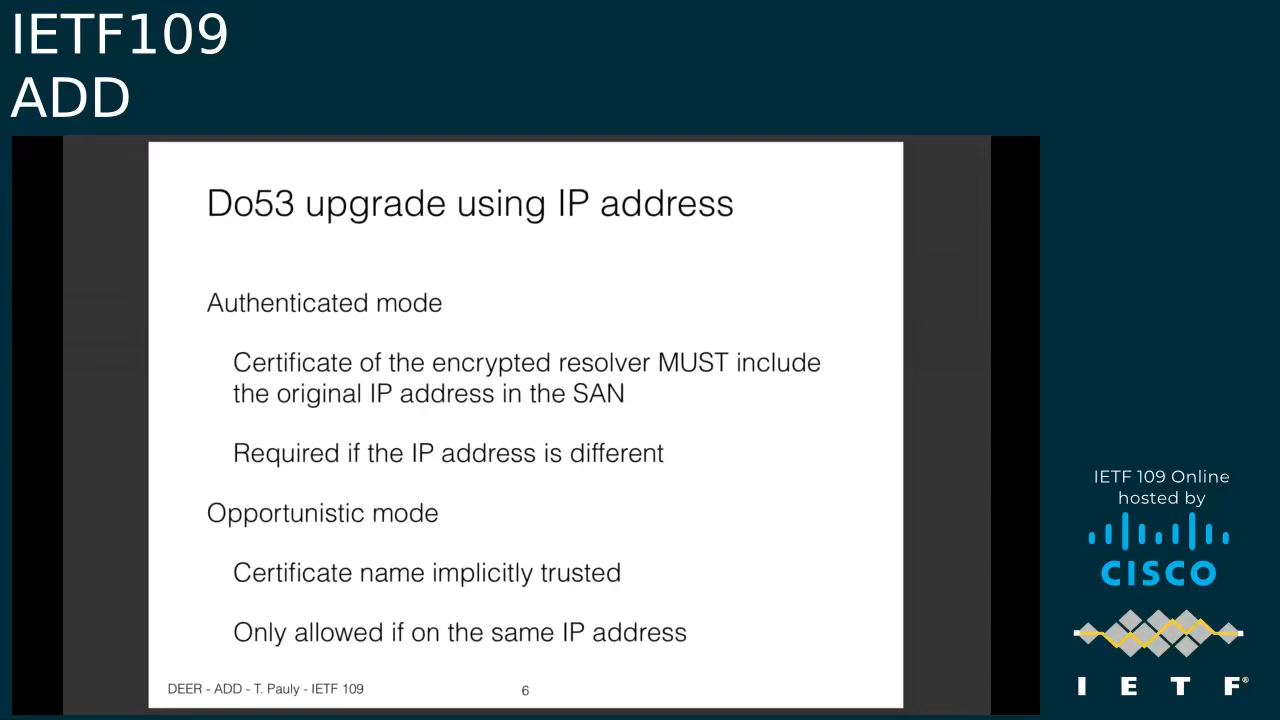 IETF109
ADD
Do53 upgrade using IP address
Authenticated mode
Certificate of the encrypted resolver MUST include
the original IP address in the SAN
Required if the IP address is different
Opportunistic mode
Certificate name implicitly trusted
Only allowed if on the same IP address
DEER - ADD - T. Pauly - IETF 109
6
IETF 109 Online
hosted by
CISCO
I E T F®